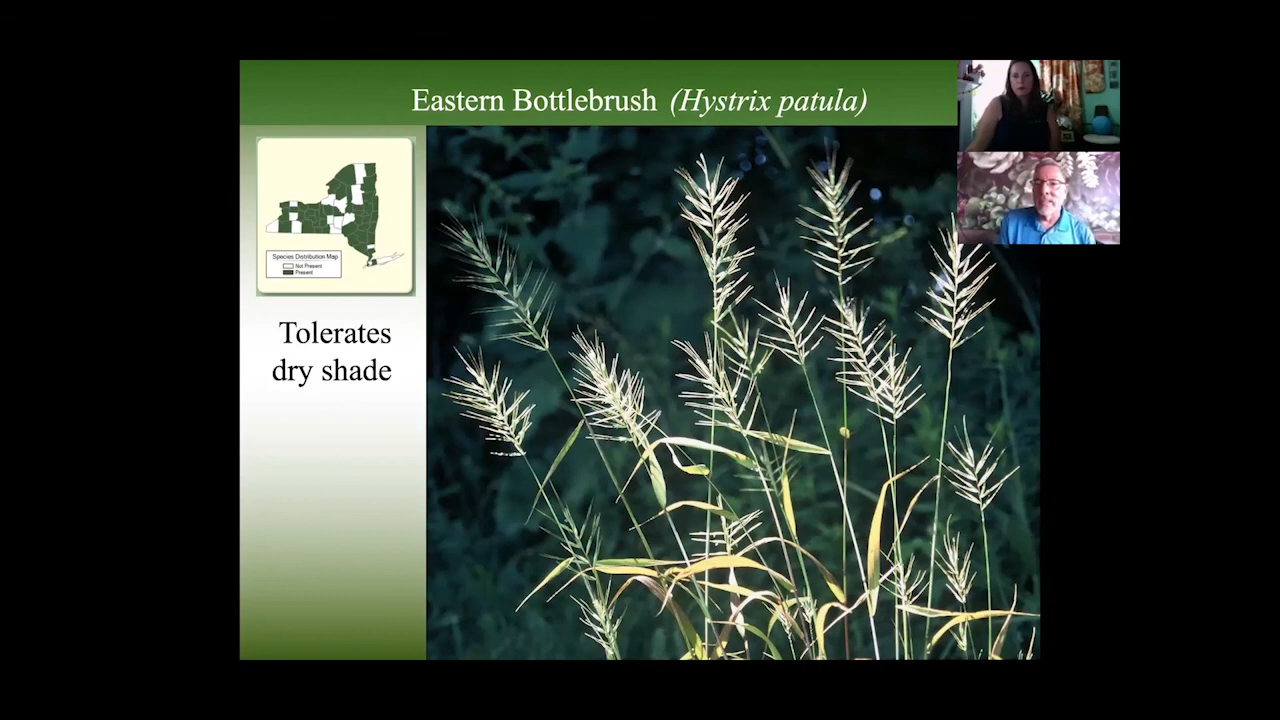 Eastern Bottlebrush (Hystrix patula)
Species Distribution Map
Not Present
Present
Tolerates
dry shade